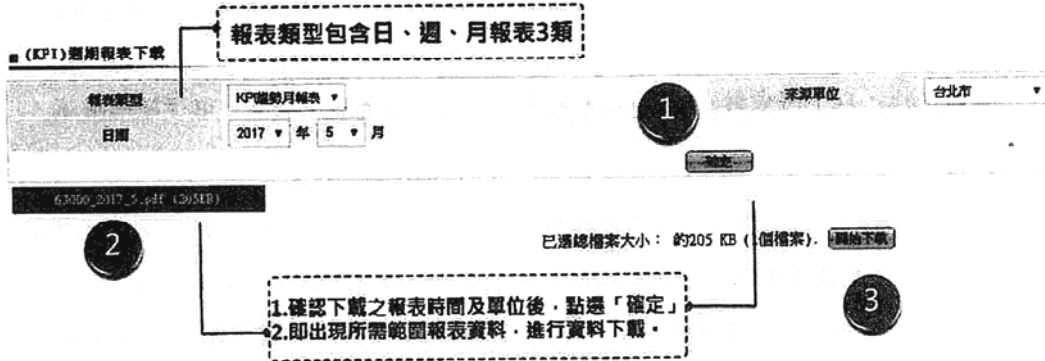 報表類型包含日、週、月報表3類
(KPI)週期報表下載
報表類型 KPI趨勢月報表 來源單位 台北市
日期 2017 年 5 月
1
確定
63000_2017_5.pdf (205KB)
2
已選總檔案大小： 約205 KB (1個檔案). 開始下載
3
1.確認下載之報表時間及單位後，點選「確定」
2.即出現所需範圍報表資料，進行資料下載。